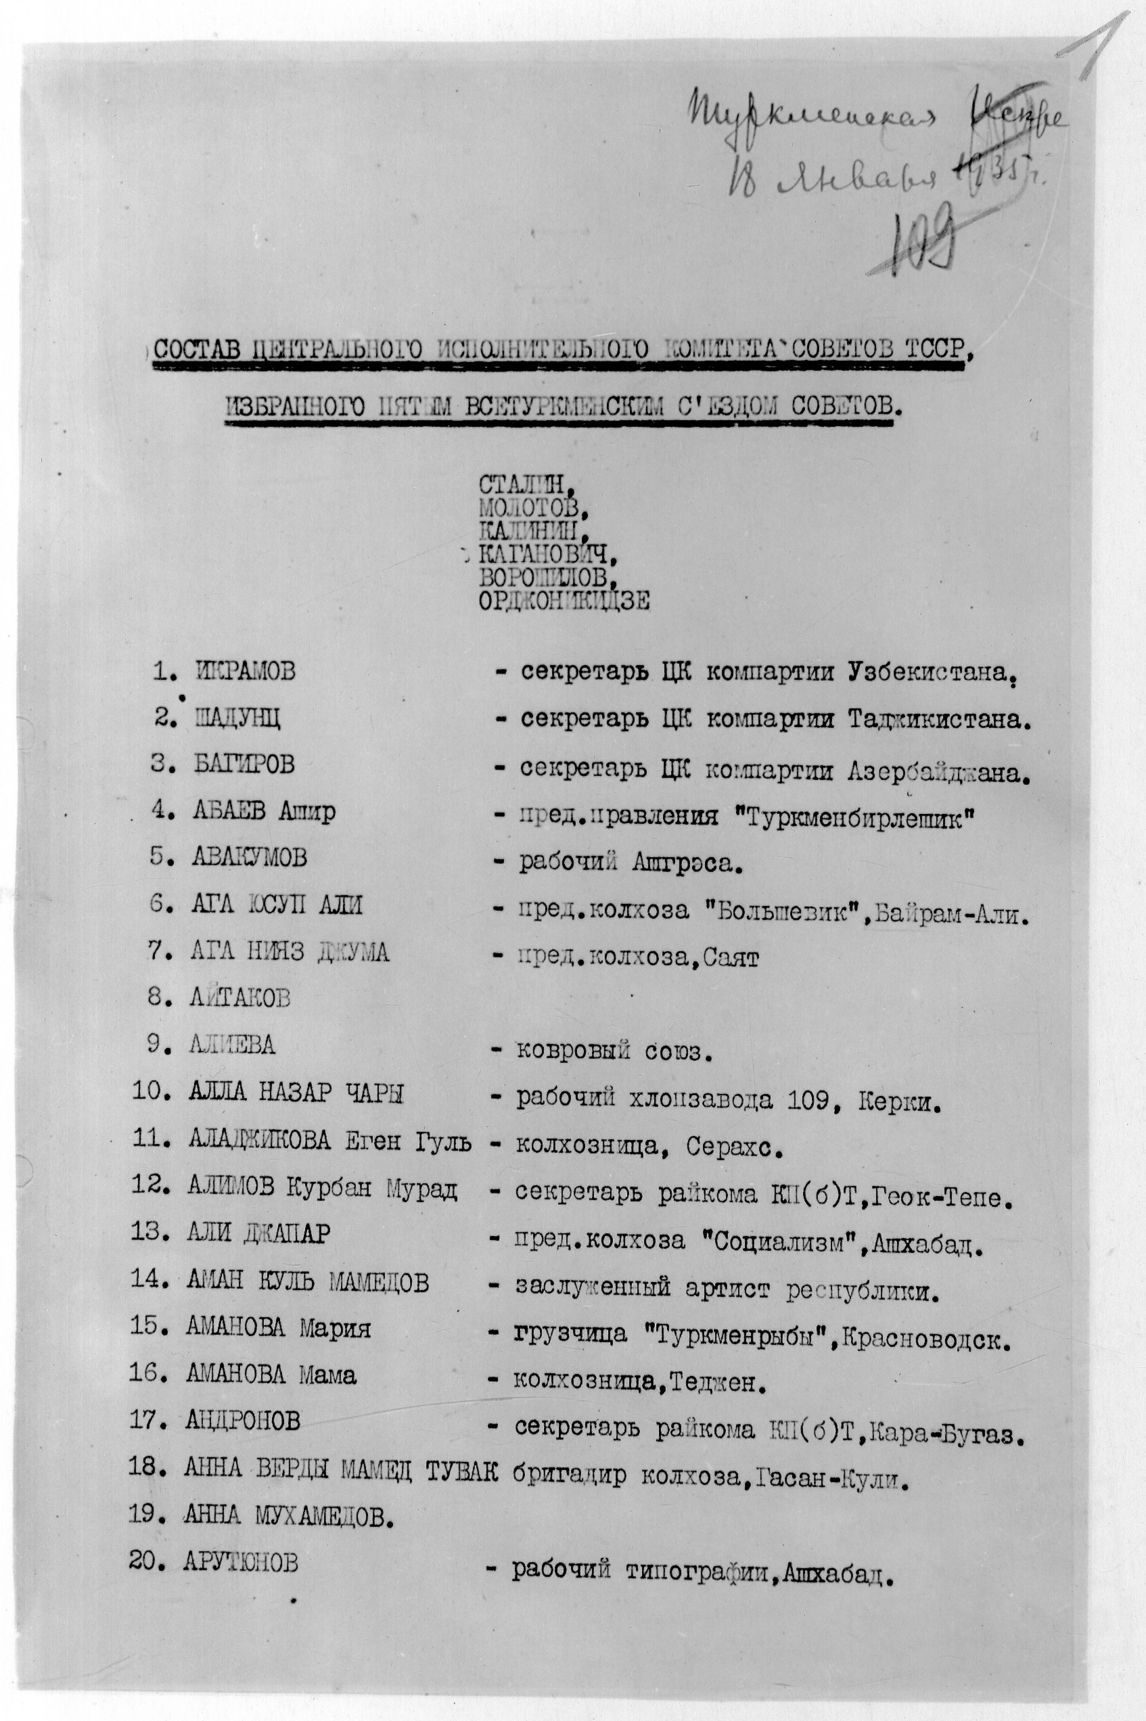 1
Туркменская Искра
18 января 1935 г.
109
СОСТАВ ЦЕНТРАЛЬНОГО ИСПОЛНИТЕЛЬНОГО КОМИТЕТА СОВЕТОВ ТССР,
ИЗБРАННОГО ПЯТЫМ ВСЕТУРКМЕНСКИМ С'ЕЗДОМ СОВЕТОВ.
СТАЛИН,
МОЛОТОВ,
КАЛИНИН,
КАГАНОВИЧ,
ВОРОШИЛОВ,
ОРДЖОНИКИДЗЕ
1. ИКРАМОВ - секретарь ЦК компартии Узбекистана.
2. ШАДУНЦ - секретарь ЦК компартии Таджикистана.
3. БАГИРОВ - секретарь ЦК компартии Азербайджана.
4. АБАЕВ Ашир - пред.правления "Туркменбирлешик"
5. АВАКУМОВ - рабочий Ашгрэса.
6. АГА ЮСУП АЛИ - пред.колхоза "Большевик",Байрам-Али.
7. АГА НИЯЗ ДЖУМА - пред.колхоза,Саят
8. АЙТАКОВ
9. АЛИЕВА - ковровый союз.
10. АЛЛА НАЗАР ЧАРЫ - рабочий хлопзавода 109, Керки.
11. АЛАДЖИКОВА Еген Гуль - колхозница, Серахс.
12. АЛИМОВ Курбан Мурад - секретарь райкома КП(б)Т,Геок-Тепе.
13. АЛИ ДЖАПАР - пред.колхоза "Социализм",Ашхабад.
14. АМАН КУЛЬ МАМЕДОВ - заслуженный артист республики.
15. АМАНОВА Мария - грузчица "Туркменрыбы",Красноводск.
16. АМАНОВА Мама - колхозница,Теджен.
17. АНДРОНОВ - секретарь райкома КП(б)Т,Кара-Бугаз.
18. АННА ВЕРДЫ МАМЕД ТУВАК бригадир колхоза,Гасан-Кули.
19. АННА МУХАМЕДОВ.
20. АРУТЮНОВ - рабочий типографии,Ашхабад.